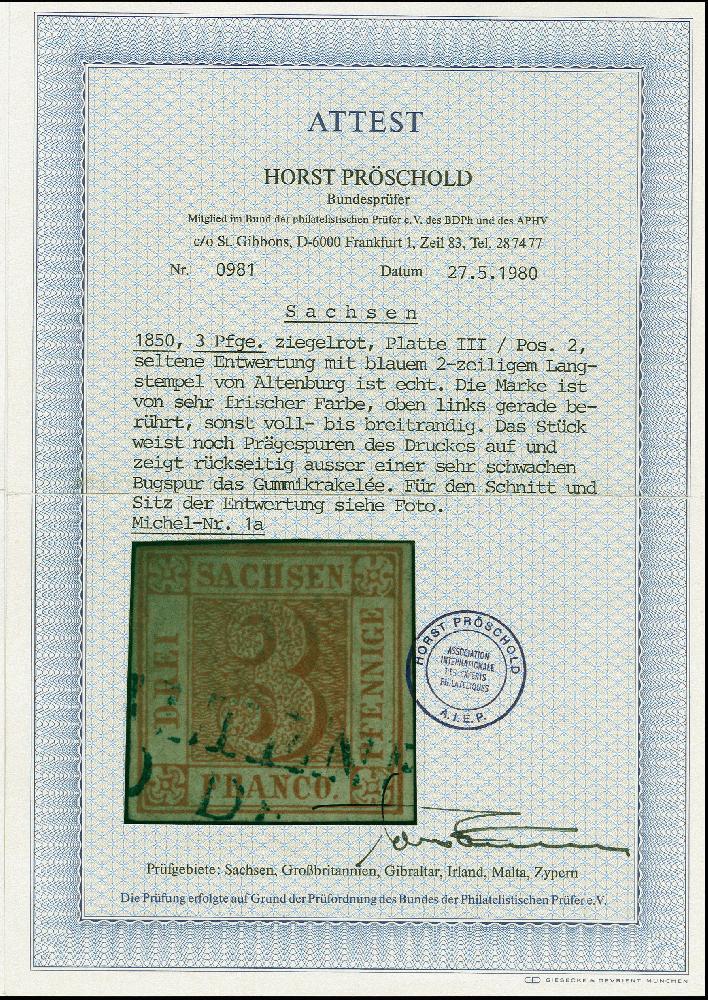 ATTEST
HORST PRÖSCHOLD
Bundesprüfer
Mitglied im Bund der philatelistischen Prüfer e.V. des BDPh und des APHV
c/o St. Gibbons, D-6000 Frankfurt 1, Zeil 83, Tel. 28 74 77
Nr. 0981 Datum 27.5.1980
Sachsen
1850, 3 Pfge. ziegelrot, Platte III / Pos. 2,
seltene Entwertung mit blauem 2-zeiligem Lang-
stempel von Altenburg ist echt. Die Marke ist
von sehr frischer Farbe, oben links gerade be-
rührt, sonst voll- bis breitrandig. Das Stück
weist noch Prägespuren des Druckes auf und
zeigt rückseitig ausser einer sehr schwachen
Bugspur das Gummikrakelée. Für den Schnitt und
Sitz der Entwertung siehe Foto.
Michel-Nr. 1a
SACHSEN
3
DREI
PFENNIGE
FRANCO.
HORST PRÖSCHOLD
ASSOCIATION
INTERNATIONALE
DES EXPERTS
PHILATELIQUES
A.I.E.P.
Prüfgebiete: Sachsen, Großbritannien, Gibraltar, Irland, Malta, Zypern
Die Prüfung erfolgte auf Grund der Prüfordnung des Bundes der Philatelistischen Prüfer e.V.
GIESECKE & DEVRIENT MÜNCHEN